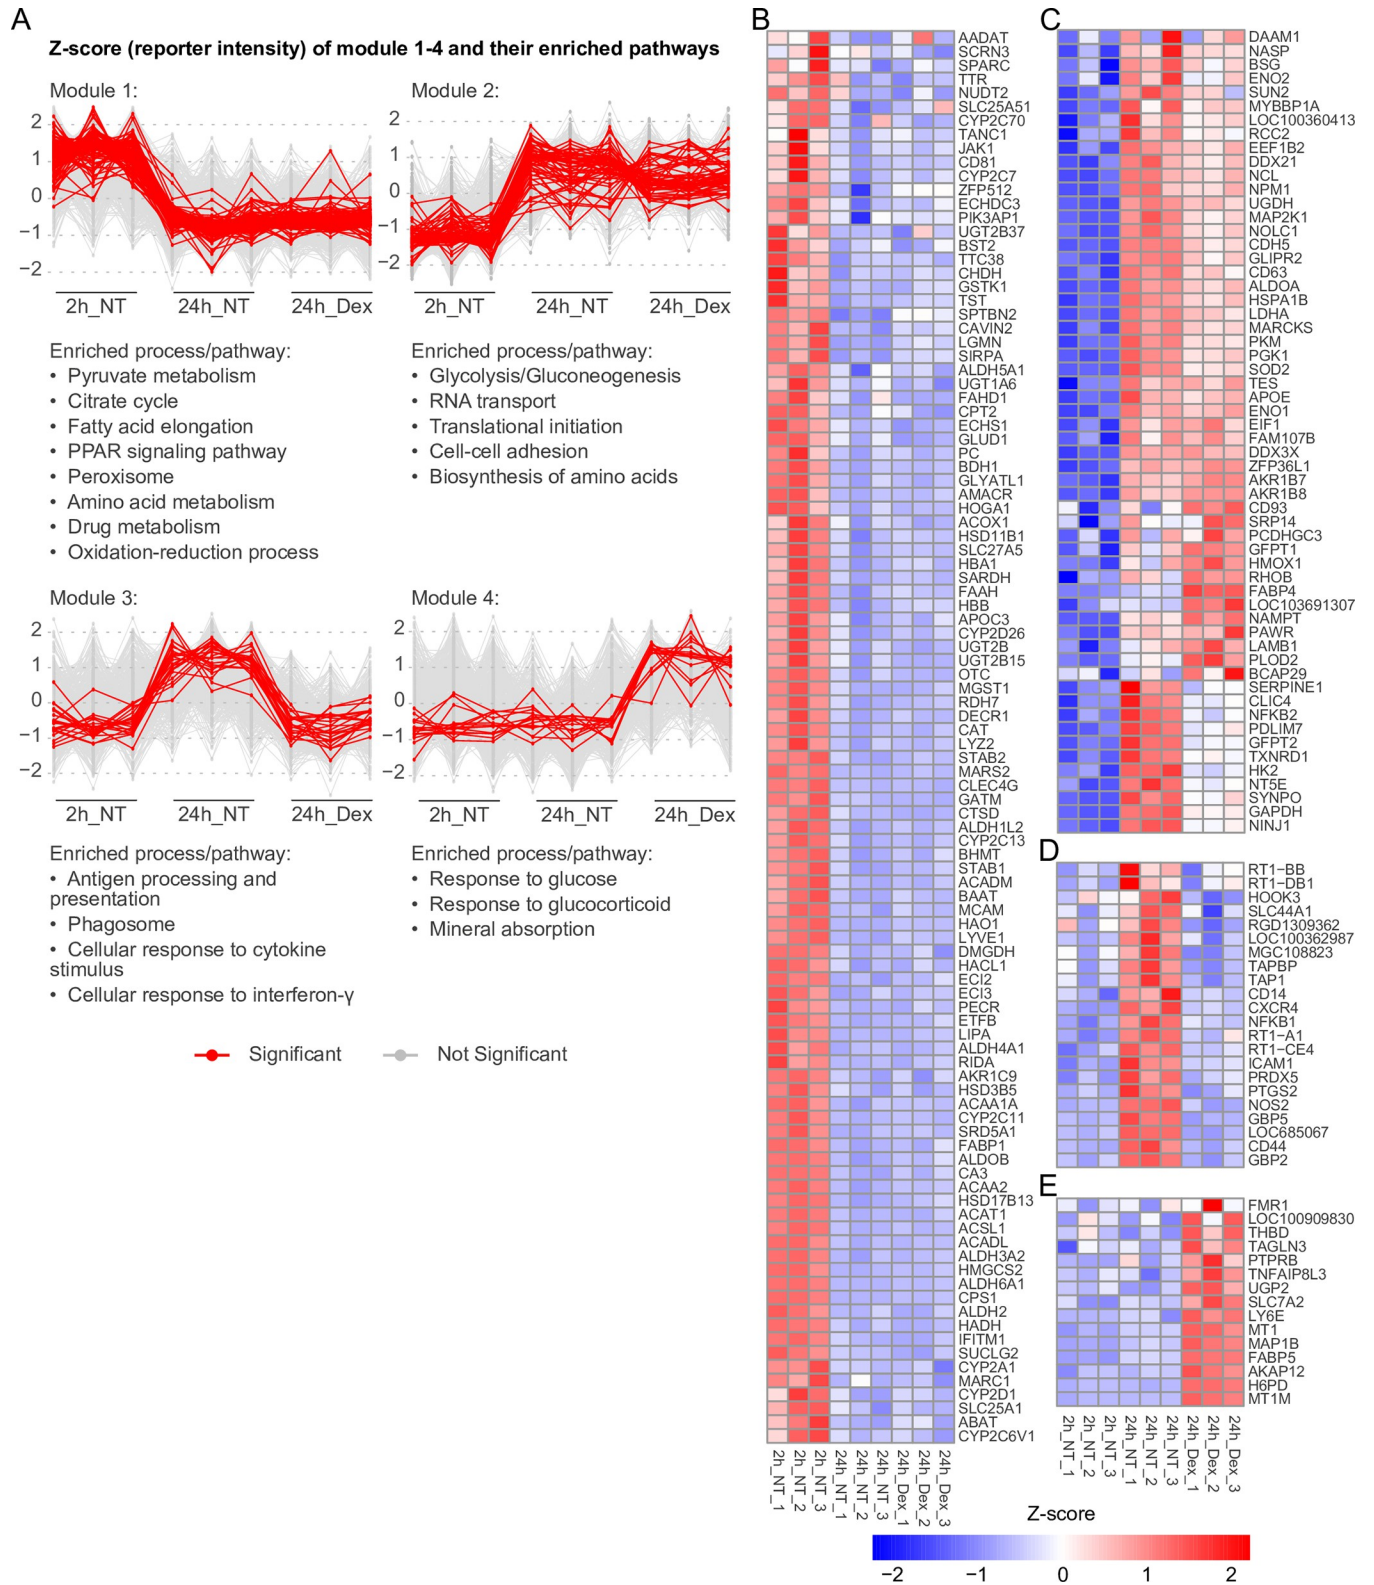 A
Z-score (reporter intensity) of module 1-4 and their enriched pathways
Module 1:
2
1
0
−1
−2
2h_NT
24h_NT
24h_Dex
Enriched process/pathway:
• Pyruvate metabolism
• Citrate cycle
• Fatty acid elongation
• PPAR signaling pathway
• Peroxisome
• Amino acid metabolism
• Drug metabolism
• Oxidation-reduction process
Module 2:
2
1
0
−1
−2
2h_NT
24h_NT
24h_Dex
Enriched process/pathway:
• Glycolysis/Gluconeogenesis
• RNA transport
• Translational initiation
• Cell-cell adhesion
• Biosynthesis of amino acids
Module 3:
2
1
0
−1
−2
2h_NT
24h_NT
24h_Dex
Enriched process/pathway:
• Antigen processing and
presentation
• Phagosome
• Cellular response to cytokine
stimulus
• Cellular response to interferon-γ
Module 4:
2
1
0
−1
−2
2h_NT
24h_NT
24h_Dex
Enriched process/pathway:
• Response to glucose
• Response to glucocorticoid
• Mineral absorption
Significant
Not Significant
B
AADAT
SCRN3
SPARC
TTR
NUDT2
SLC25A51
CYP2C70
TANC1
JAK1
CD81
CYP2C7
ZFP512
ECHDC3
PIK3AP1
UGT2B37
BST2
TTC38
CHDH
GSTK1
TST
SPTBN2
CAVIN2
LGMN
SIRPA
ALDH5A1
UGT1A6
FAHD1
CPT2
ECHS1
GLUD1
PC
BDH1
GLYATL1
AMACR
HOGA1
ACOX1
HSD11B1
SLC27A5
HBA1
SARDH
FAAH
HBB
APOC3
CYP2D26
UGT2B
UGT2B15
OTC
MGST1
RDH7
DECR1
CAT
LYZ2
STAB2
MARS2
CLEC4G
GATM
CTSD
ALDH1L2
CYP2C13
BHMT
STAB1
ACADM
BAAT
MCAM
HAO1
LYVE1
DMGDH
HACL1
ECI2
ECI3
PECR
ETFB
LIPA
ALDH4A1
RIDA
AKR1C9
HSD3B5
ACAA1A
CYP2C11
SRD5A1
FABP1
ALDOB
CA3
ACAA2
HSD17B13
ACAT1
ACSL1
ACADL
ALDH3A2
HMGCS2
ALDH6A1
CPS1
ALDH2
HADH
IFITM1
SUCLG2
CYP2A1
MARC1
CYP2D1
SLC25A1
ABAT
CYP2C6V1
2h_NT_1
2h_NT_2
2h_NT_3
24h_NT_1
24h_NT_2
24h_NT_3
24h_Dex_1
24h_Dex_2
24h_Dex_3
C
DAAM1
NASP
BSG
ENO2
SUN2
MYBBP1A
LOC100360413
RCC2
EEF1B2
DDX21
NCL
NPM1
UGDH
MAP2K1
NOLC1
CDH5
GLIPR2
CD63
ALDOA
HSPA1B
LDHA
MARCKS
PKM
PGK1
SOD2
TES
APOE
ENO1
EIF1
FAM107B
DDX3X
ZFP36L1
AKR1B7
AKR1B8
CD93
SRP14
PCDHGC3
GFPT1
HMOX1
RHOB
FABP4
LOC103691307
NAMPT
PAWR
LAMB1
PLOD2
BCAP29
SERPINE1
CLIC4
NFKB2
PDLIM7
GFPT2
TXNRD1
HK2
NT5E
SYNPO
GAPDH
NINJ1
D
RT1−BB
RT1−DB1
HOOK3
SLC44A1
RGD1309362
LOC100362987
MGC108823
TAPBP
TAP1
CD14
CXCR4
NFKB1
RT1−A1
RT1−CE4
ICAM1
PRDX5
PTGS2
NOS2
GBP5
LOC685067
CD44
GBP2
E
FMR1
LOC100909830
THBD
TAGLN3
PTPRB
TNFAIP8L3
UGP2
SLC7A2
LY6E
MT1
MAP1B
FABP5
AKAP12
H6PD
MT1M
2h_NT_1
2h_NT_2
2h_NT_3
24h_NT_1
24h_NT_2
24h_NT_3
24h_Dex_1
24h_Dex_2
24h_Dex_3
Z-score
−2
−1
0
1
2